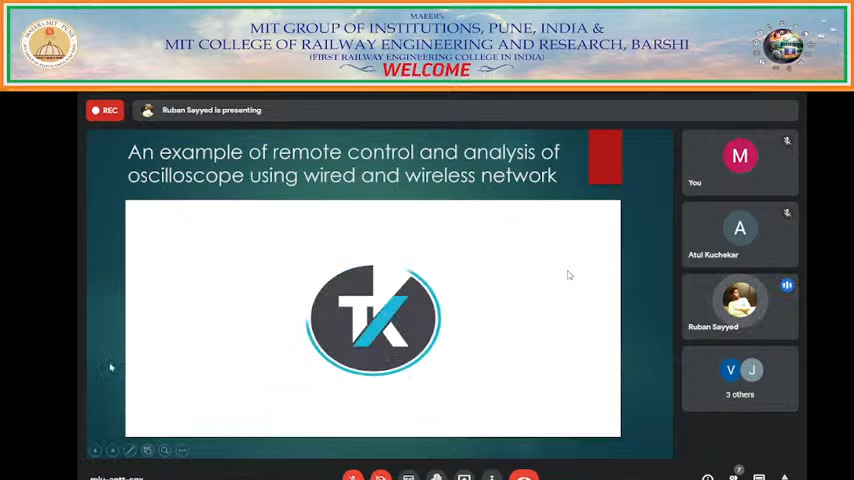 MAEER's
MIT GROUP OF INSTITUTIONS, PUNE, INDIA &
MIT COLLEGE OF RAILWAY ENGINEERING AND RESEARCH, BARSHI
(FIRST RAILWAY ENGINEERING COLLEGE IN INDIA)
WELCOME
REC
Ruban Sayyed is presenting
An example of remote control and analysis of
oscilloscope using wired and wireless network
TK
M
You
A
Atul Kuchekar
Ruban Sayyed
V J
3 others
7